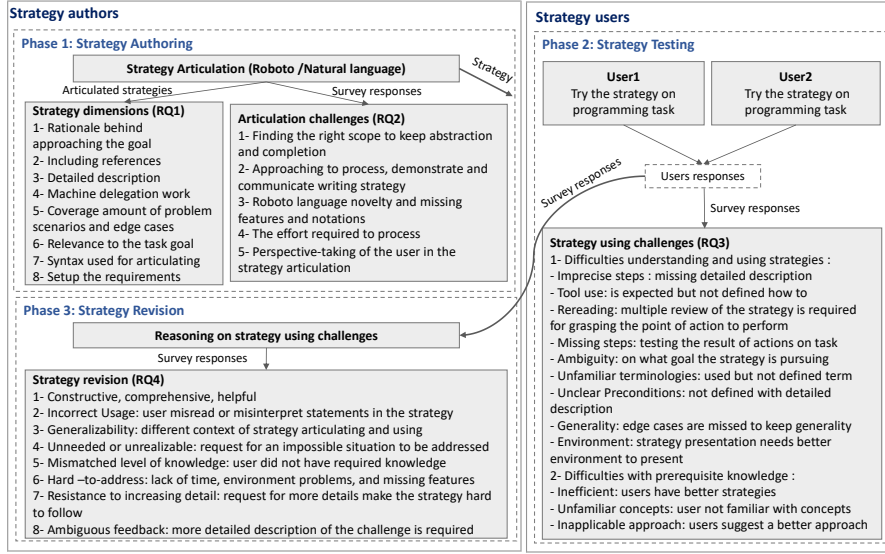 Strategy authors
Phase 1: Strategy Authoring
Strategy Articulation (Roboto /Natural language)
Strategy
Articulated strategies
Survey responses
Strategy dimensions (RQ1)
1- Rationale behind
approaching the goal
2- Including references
3- Detailed description
4- Machine delegation work
5- Coverage amount of problem
scenarios and edge cases
6- Relevance to the task goal
7- Syntax used for articulating
8- Setup the requirements
Articulation challenges (RQ2)
1- Finding the right scope to keep abstraction
and completion
2- Approaching to process, demonstrate and
communicate writing strategy
3- Roboto language novelty and missing
features and notations
4- The effort required to process
5- Perspective-taking of the user in the
strategy articulation
Phase 3: Strategy Revision
Reasoning on strategy using challenges
Survey responses
Strategy revision (RQ4)
1- Constructive, comprehensive, helpful
2- Incorrect Usage: user misread or misinterpret statements in the strategy
3- Generalizability: different context of strategy articulating and using
4- Unneeded or unrealizable: request for an impossible situation to be addressed
5- Mismatched level of knowledge: user did not have required knowledge
6- Hard –to-address: lack of time, environment problems, and missing features
7- Resistance to increasing detail: request for more details make the strategy hard
to follow
8- Ambiguous feedback: more detailed description of the challenge is required
Strategy users
Phase 2: Strategy Testing
User1
Try the strategy on
programming task
User2
Try the strategy on
programming task
Users responses
Survey responses
Survey responses
Strategy using challenges (RQ3)
1- Difficulties understanding and using strategies :
- Imprecise steps : missing detailed description
- Tool use: is expected but not defined how to
- Rereading: multiple review of the strategy is required
for grasping the point of action to perform
- Missing steps: testing the result of actions on task
- Ambiguity: on what goal the strategy is pursuing
- Unfamiliar terminologies: used but not defined term
- Unclear Preconditions: not defined with detailed
description
- Generality: edge cases are missed to keep generality
- Environment: strategy presentation needs better
environment to present
2- Difficulties with prerequisite knowledge :
- Inefficient: users have better strategies
- Unfamiliar concepts: user not familiar with concepts
- Inapplicable approach: users suggest a better approach